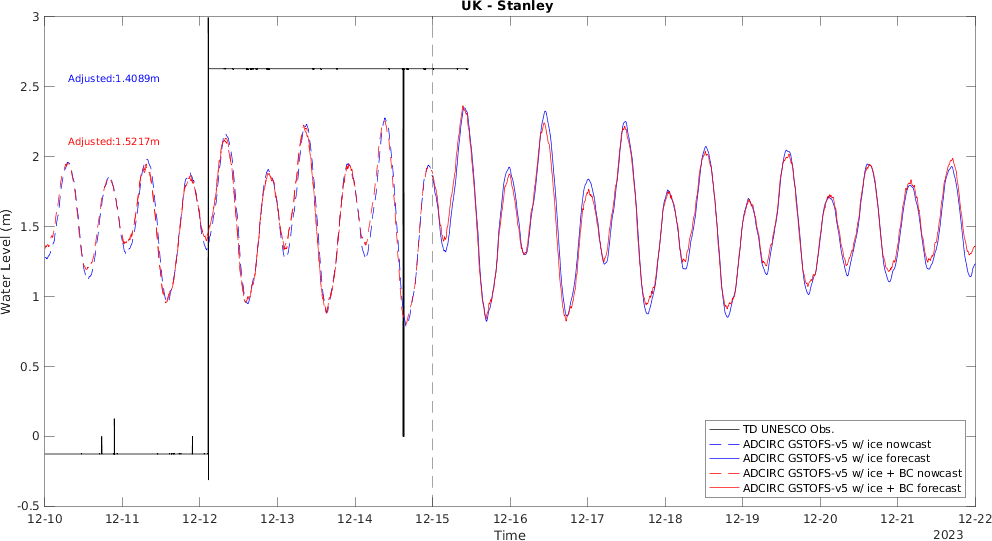 UK - Stanley
3
2.5
2
1.5
1
0.5
0
-0.5
Water Level (m)
Adjusted:1.4089m
Adjusted:1.5217m
TD UNESCO Obs.
ADCIRC GSTOFS-v5 w/ ice nowcast
ADCIRC GSTOFS-v5 w/ ice forecast
ADCIRC GSTOFS-v5 w/ ice + BC nowcast
ADCIRC GSTOFS-v5 w/ ice + BC forecast
12-10 12-11 12-12 12-13 12-14 12-15 12-16 12-17 12-18 12-19 12-20 12-21 12-22
Time
2023